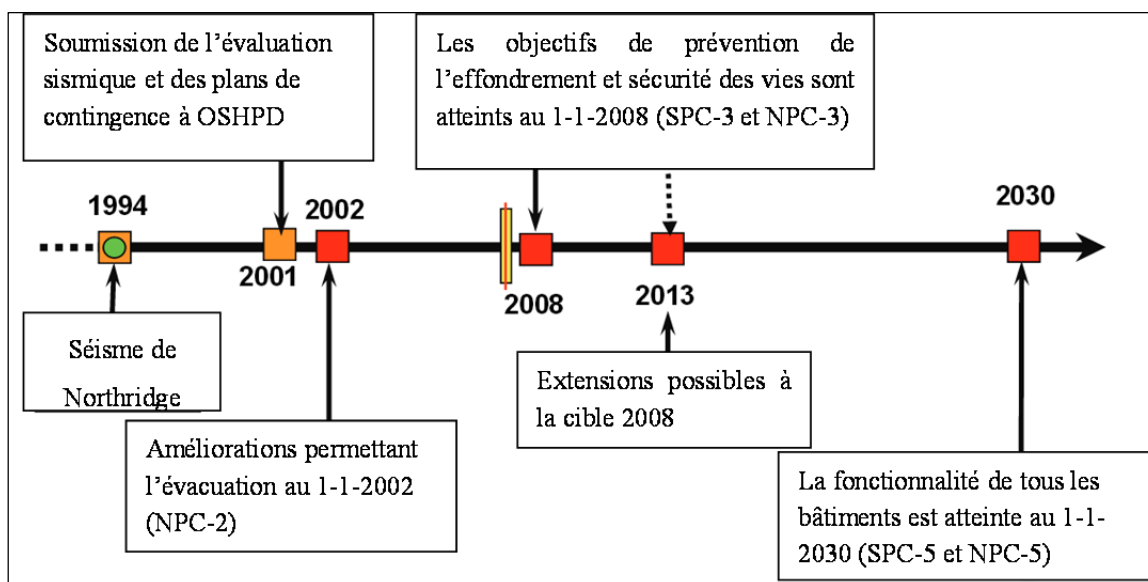 Soumission de l'évaluation
sismique et des plans de
contingence à OSHPD
Les objectifs de prévention de
l'effondrement et sécurité des vies sont
atteints au 1-1-2008 (SPC-3 et NPC-3)
1994
2001
2002
2008
2013
2030
Séisme de
Northridge
Améliorations permettant
l'évacuation au 1-1-2002
(NPC-2)
Extensions possibles à
la cible 2008
La fonctionnalité de tous les
bâtiments est atteinte au 1-1-
2030 (SPC-5 et NPC-5)